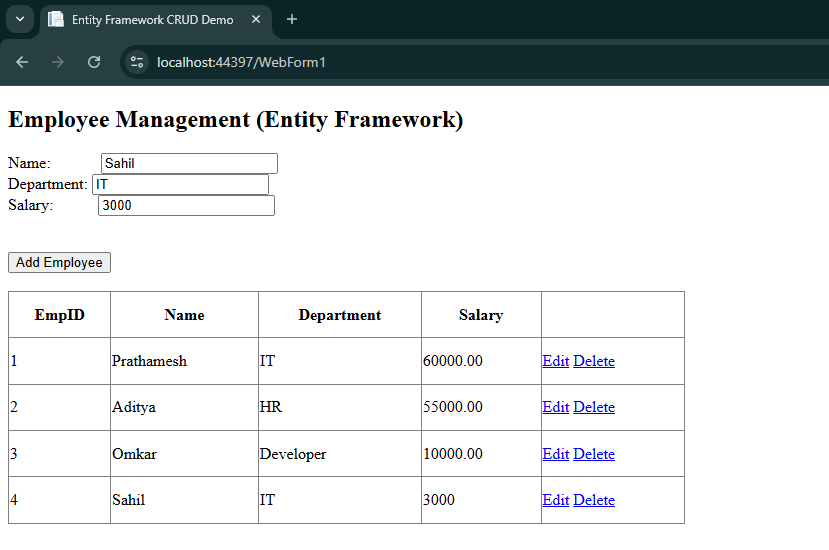 Entity Framework CRUD Demo
localhost:44397/WebForm1
Employee Management (Entity Framework)
Name: Sahil
Department: IT
Salary: 3000
Add Employee
EmpID Name Department Salary
1 Prathamesh IT 60000.00 Edit Delete
2 Aditya HR 55000.00 Edit Delete
3 Omkar Developer 10000.00 Edit Delete
4 Sahil IT 3000 Edit Delete